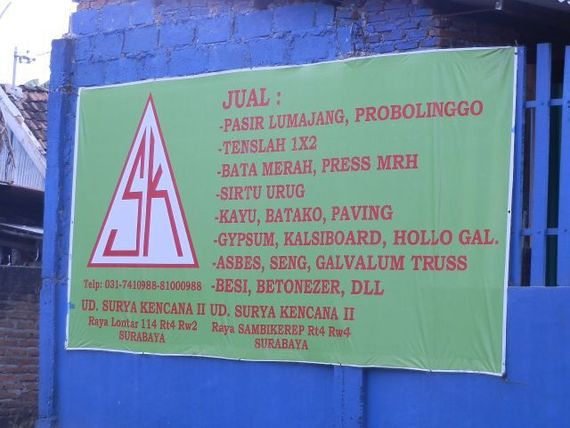 SK
JUAL :
-PASIR LUMAJANG, PROBOLINGGO
-TENSLAH 1X2
-BATA MERAH, PRESS MRH
-SIRTU URUG
-KAYU, BATAKO, PAVING
-GYPSUM, KALSIBOARD, HOLLO GAL.
-ASBES, SENG, GALVALUM TRUSS
-BESI, BETONEZER, DLL
Telp: 031-7410988-81000988
UD. SURYA KENCANA II
Raya Lontar 114 Rt4 Rw2
SURABAYA
UD. SURYA KENCANA II
Raya SAMBIKEREP Rt4 Rw4
SURABAYA